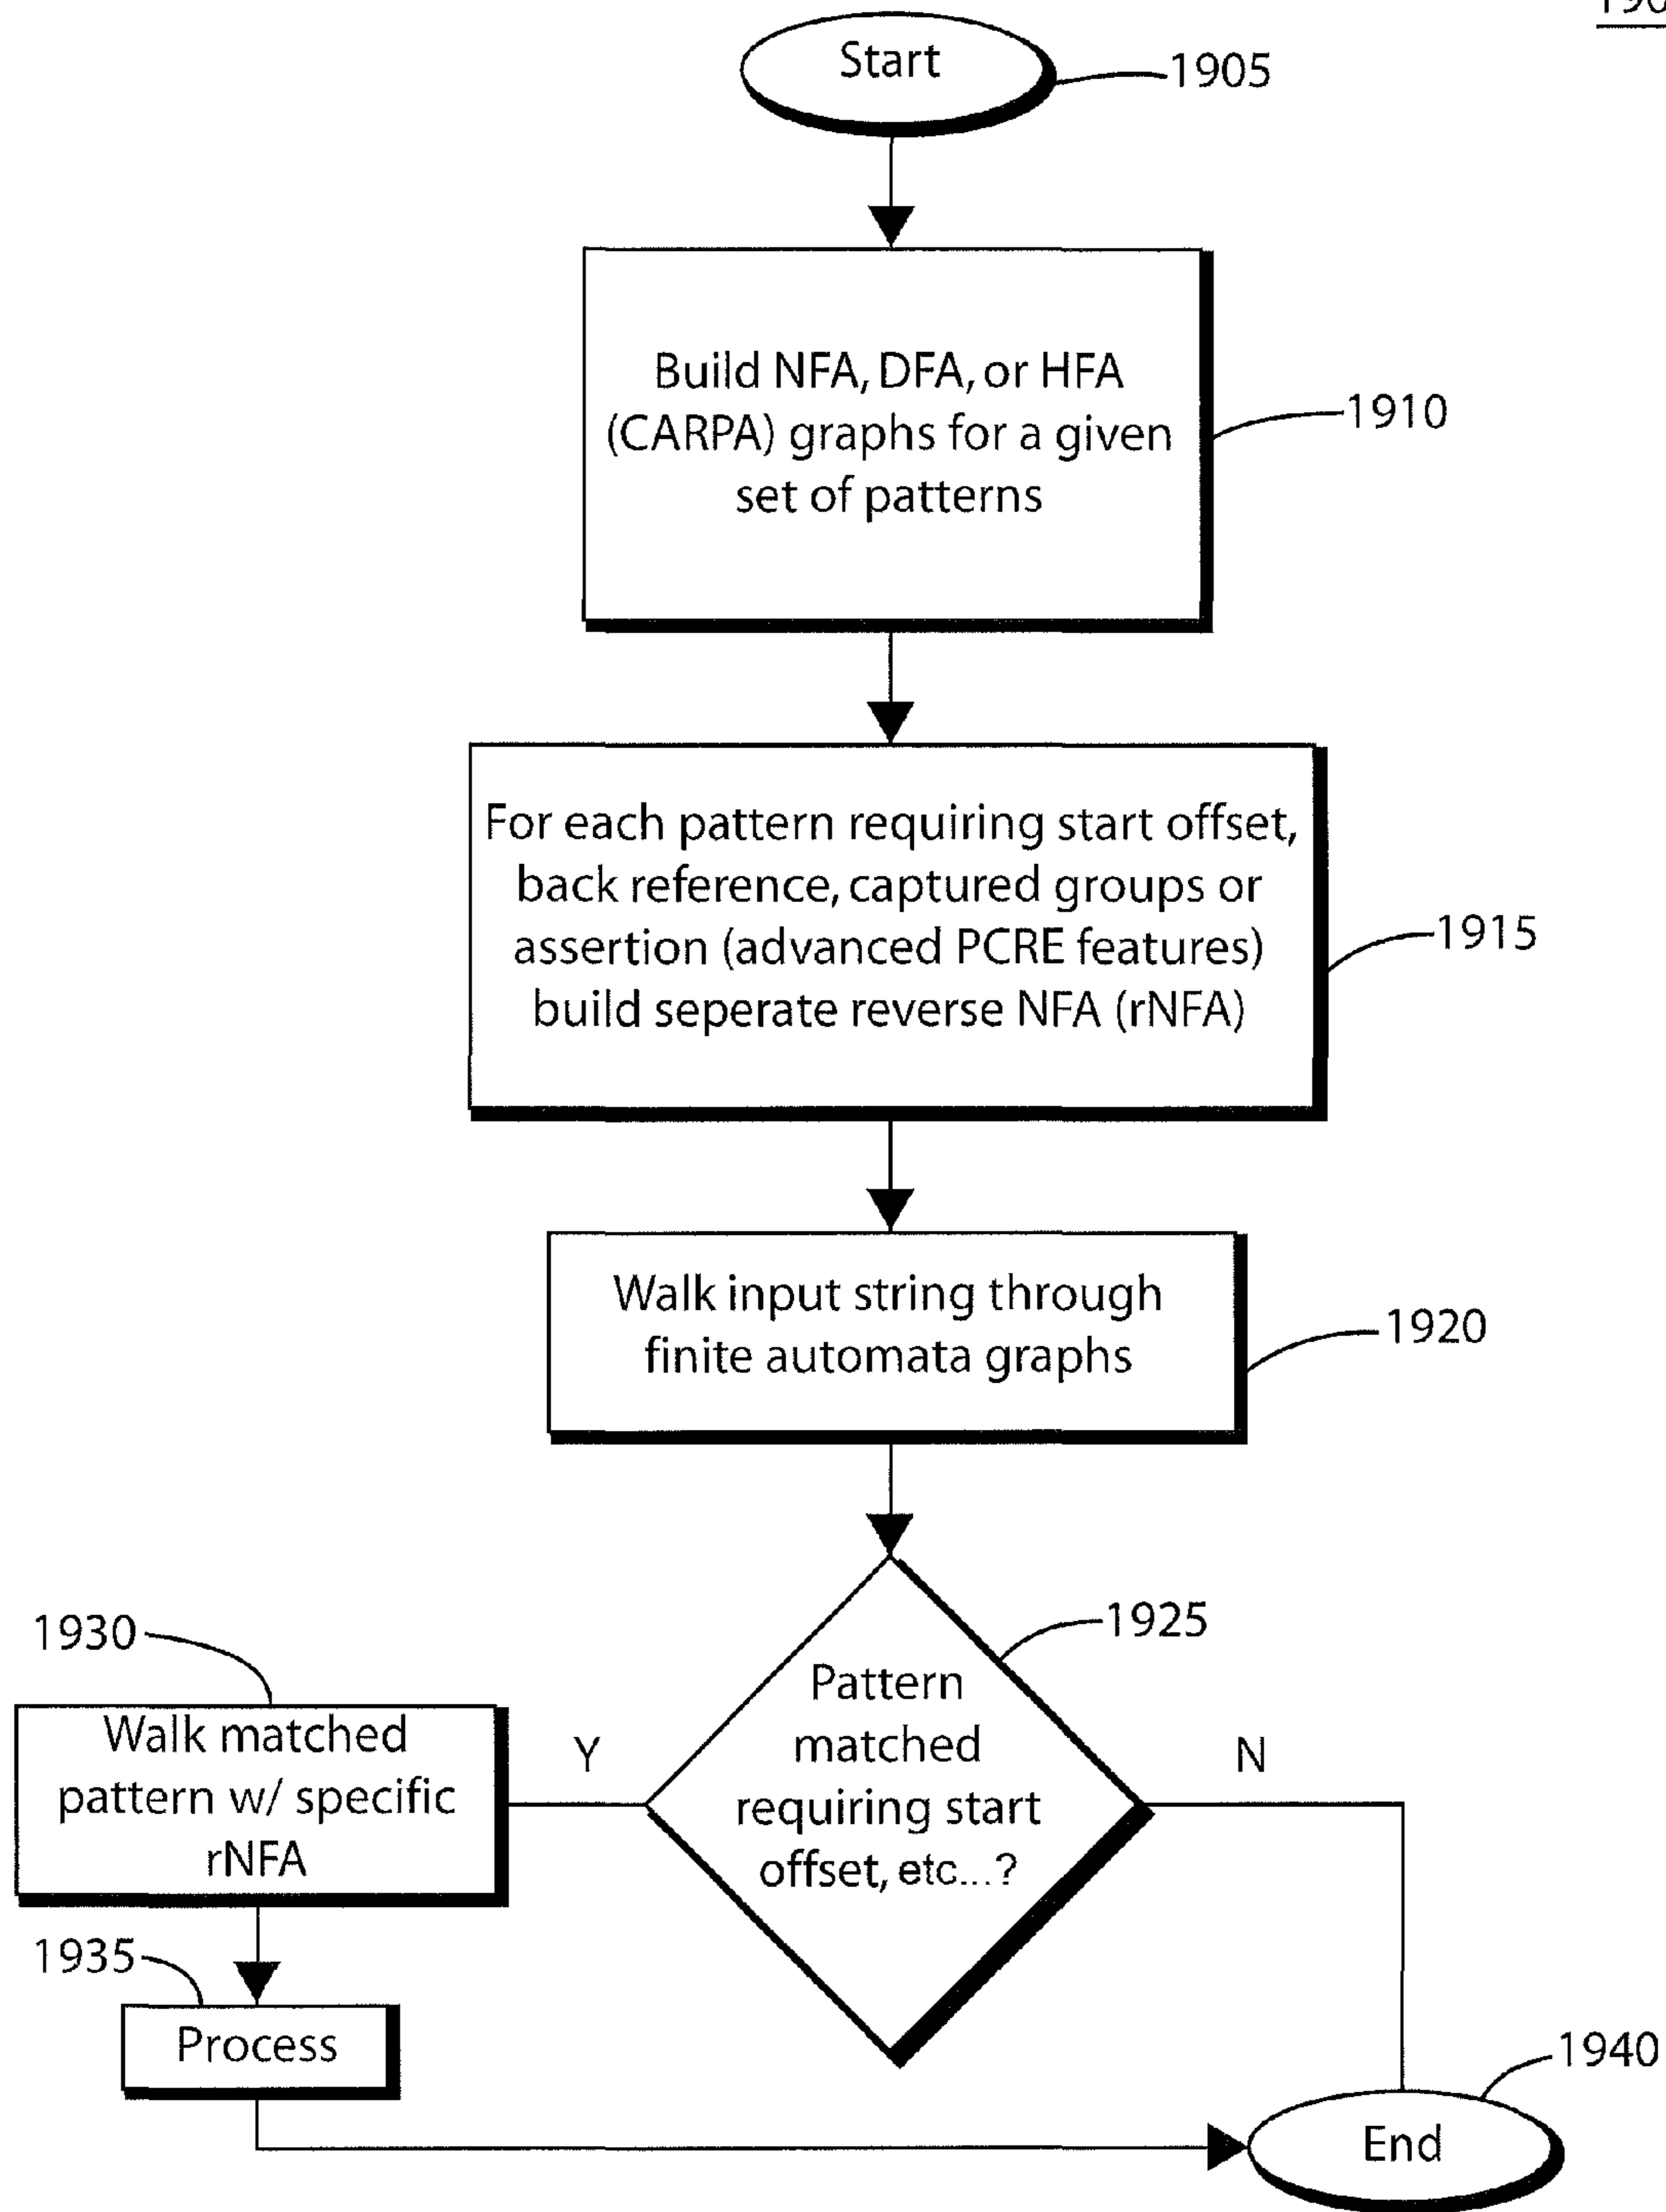 Start
1905
Build NFA, DFA, or HFA
(CARPA) graphs for a given
set of patterns
1910
For each pattern requiring start offset,
back reference, captured groups or
assertion (advanced PCRE features)
build seperate reverse NFA (rNFA)
1915
Walk input string through
finite automata graphs
1920
1925
Pattern
matched
requiring start
offset, etc...?
Y
N
1930
Walk matched
pattern w/ specific
rNFA
1935
Process
1940
End